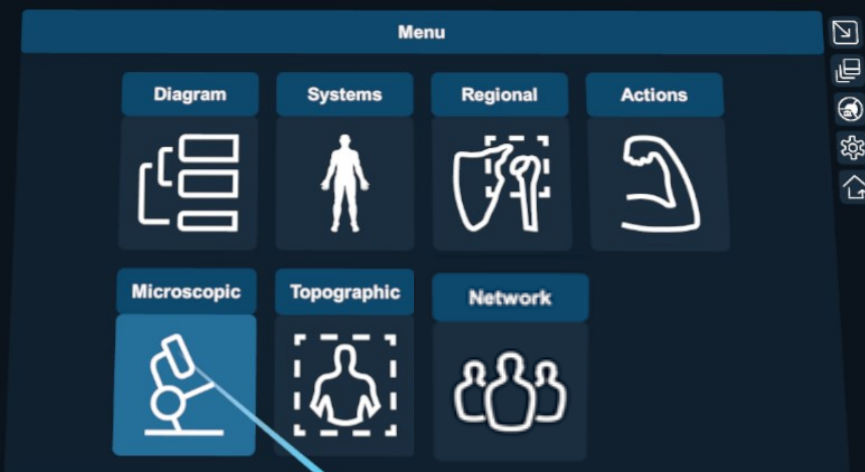 Menu
Diagram
Systems
Regional
Actions
Microscopic
Topographic
Network